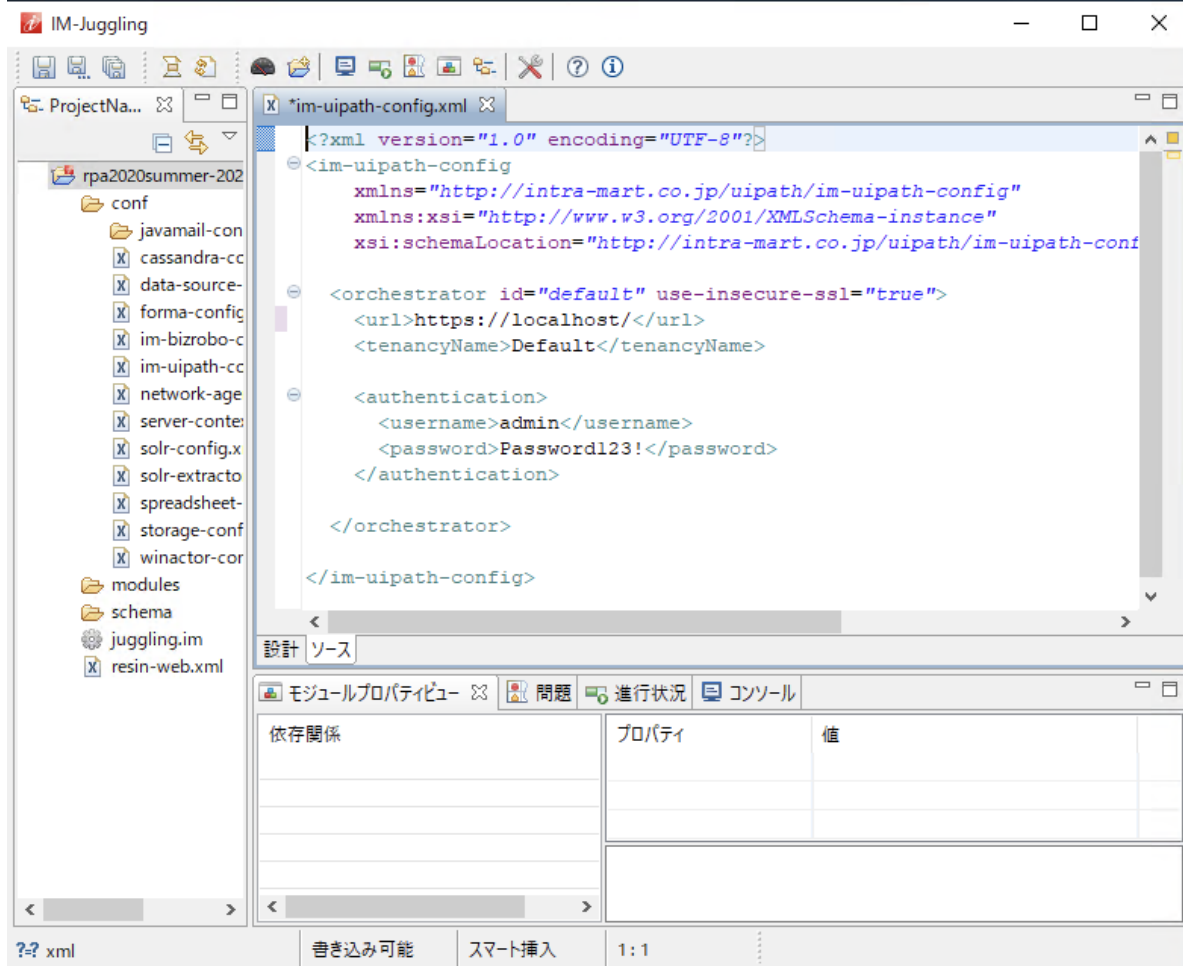 IM-Juggling
ProjectNa...
*im-uipath-config.xml
rpa2020summer-202
conf
javamail-con
cassandra-cc
data-source-
forma-config
im-bizrobo-c
im-uipath-cc
network-age
server-conte
solr-config.x
solr-extracto
spreadsheet-
storage-conf
winactor-cor
modules
schema
juggling.im
resin-web.xml
<?xml version="1.0" encoding="UTF-8"?>
<im-uipath-config
xmlns="http://intra-mart.co.jp/uipath/im-uipath-config"
xmlns:xsi="http://www.w3.org/2001/XMLSchema-instance"
xsi:schemaLocation="http://intra-mart.co.jp/uipath/im-uipath-conf
<orchestrator id="default" use-insecure-ssl="true">
<url>https://localhost/</url>
<tenancyName>Default</tenancyName>
<authentication>
<username>admin</username>
<password>Password123!</password>
</authentication>
</orchestrator>
</im-uipath-config>
設計 ソース
モジュールプロパティビュー 問題 進行状況 コンソール
依存関係 プロパティ 値
xml 書き込み可能 スマート挿入 1:1